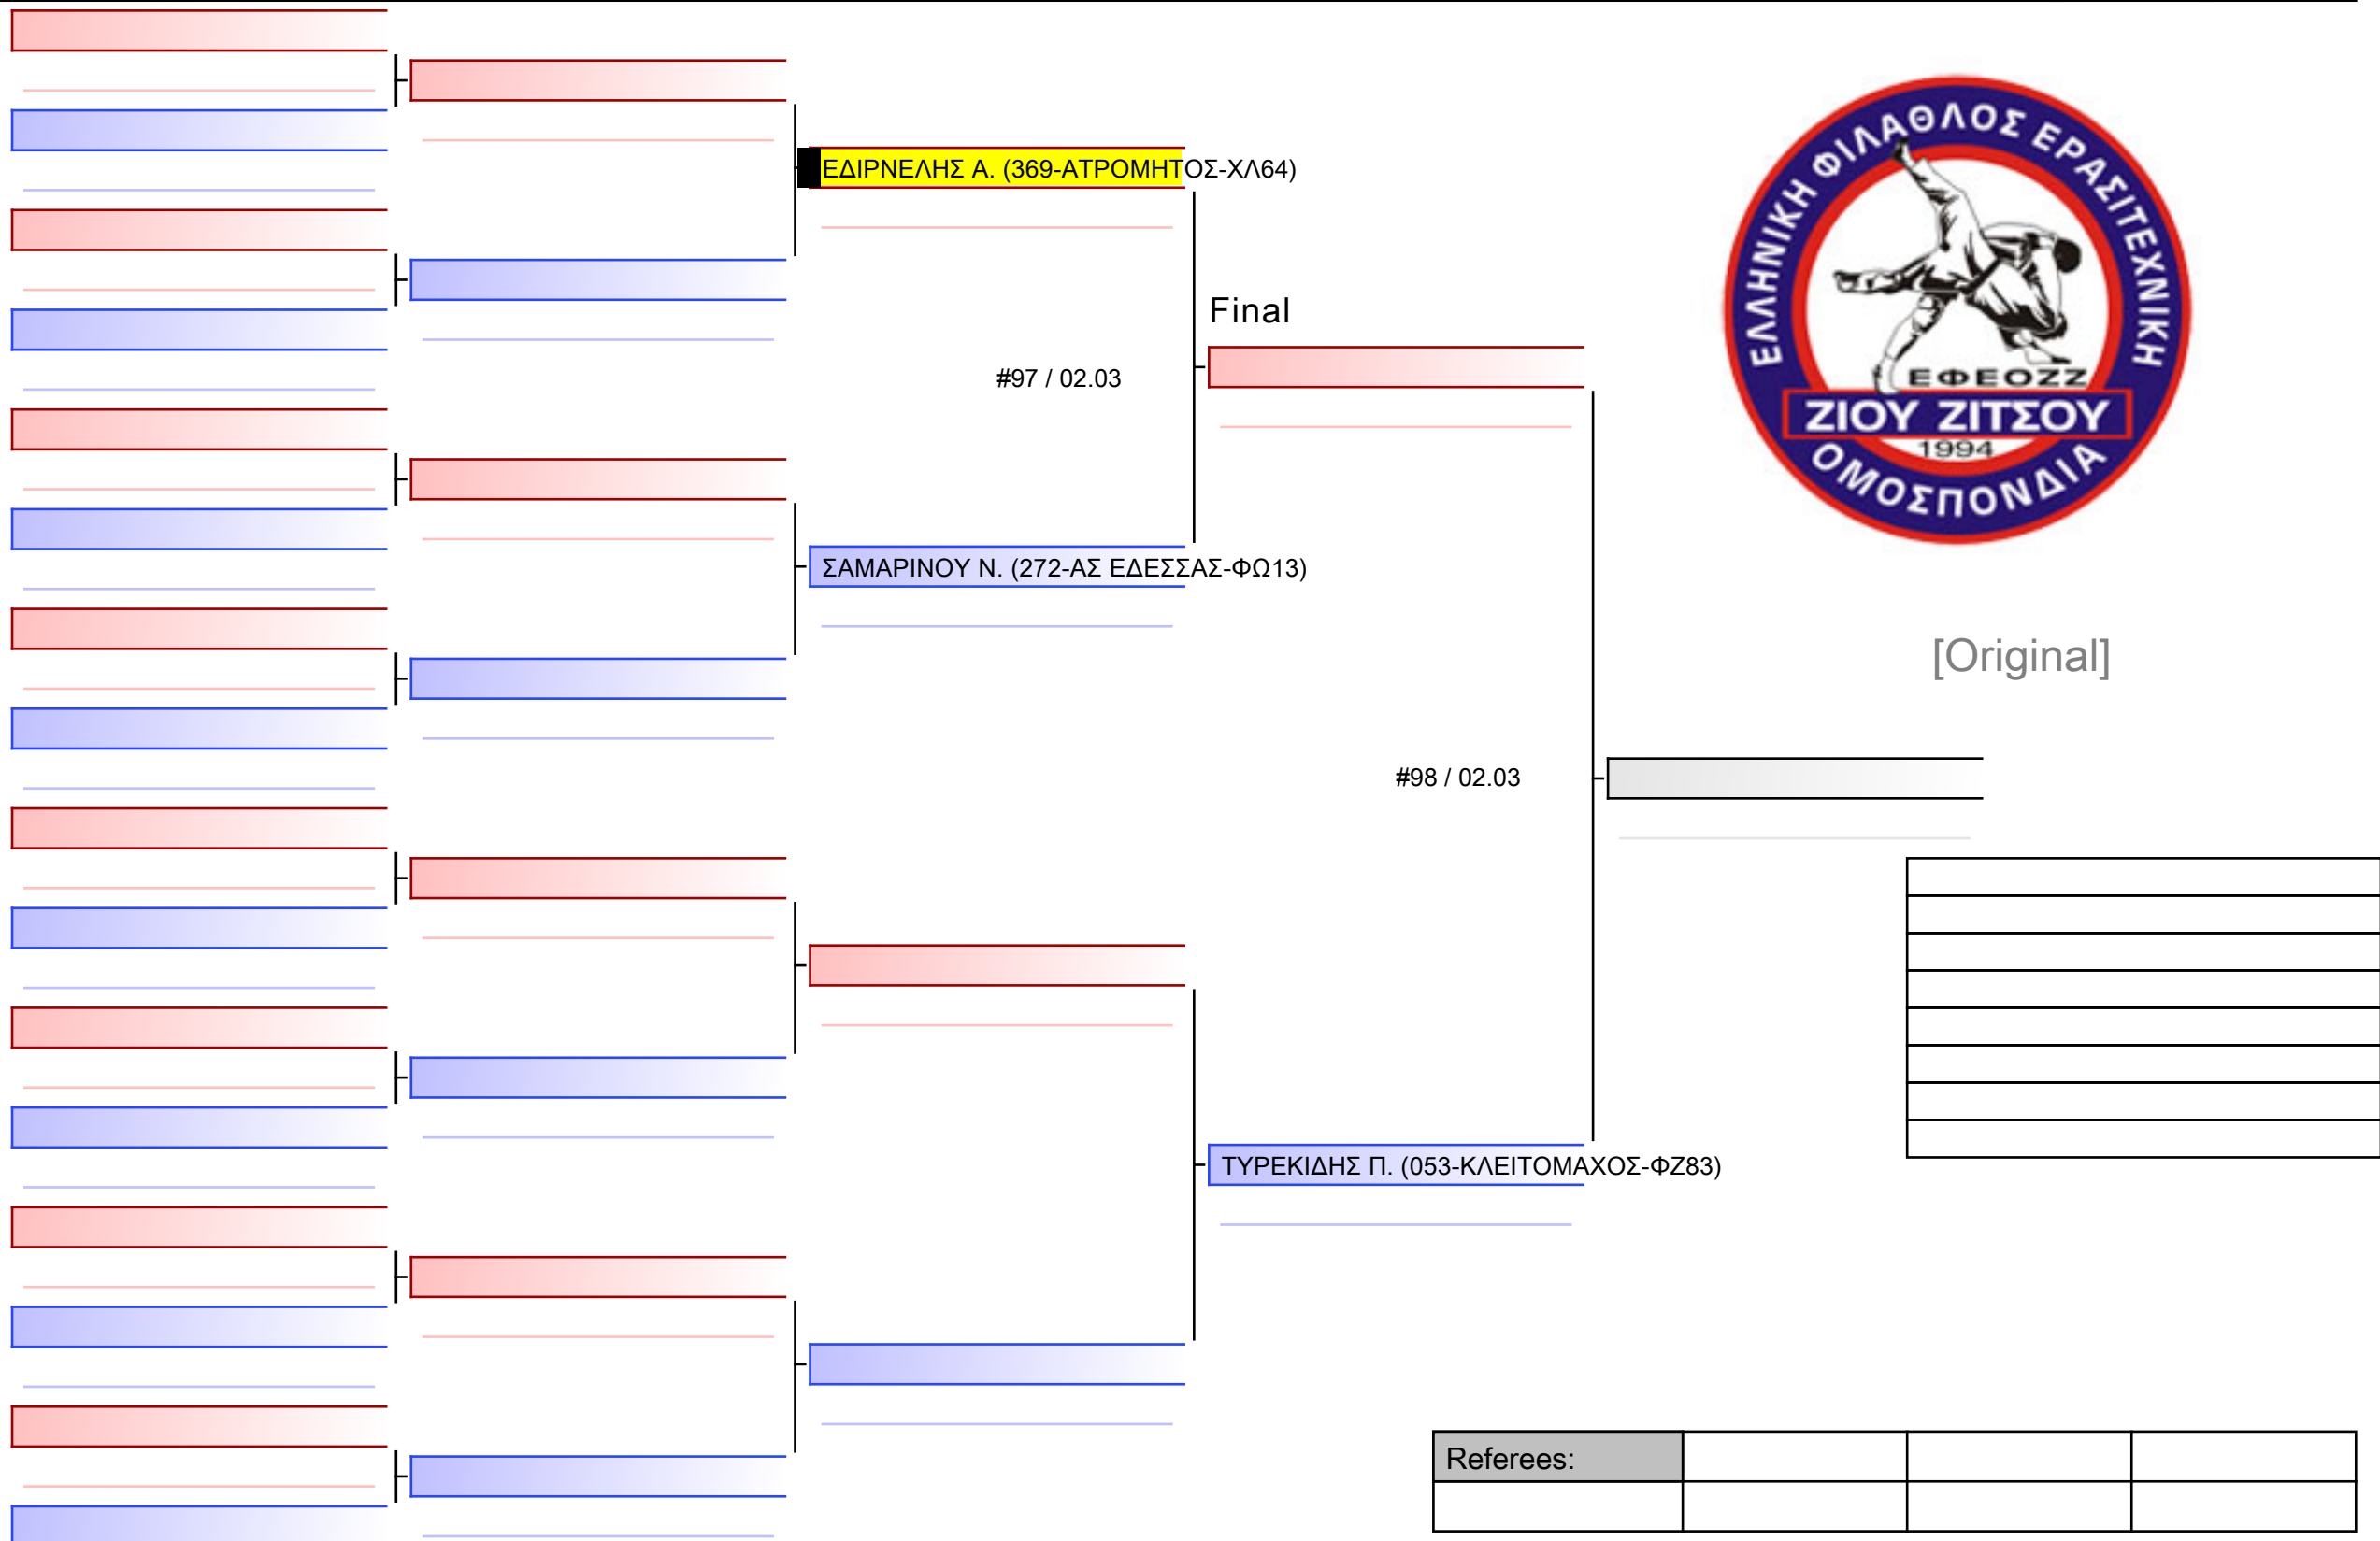 ΕΛΛΗΝΙΚΗ ΦΙΛΑΘΛΟΣ ΕΡΑΣΙΤΕΧΝΙΚΗ
ΕΦΕΟΖΖ
ΖΙΟΥ ΖΙΤΣΟΥ
1994
ΟΜΟΣΠΟΝΔΙΑ
ΕΔΙΡΝΕΛΗΣ Α. (369-ΑΤΡΟΜΗΤΟΣ-ΧΛ64)
Final
#97 / 02.03
ΣΑΜΑΡΙΝΟΥ Ν. (272-ΑΣ ΕΔΕΣΣΑΣ-ΦΩ13)
[Original]
#98 / 02.03
ΤΥΡΕΚΙΔΗΣ Π. (053-ΚΛΕΙΤΟΜΑΧΟΣ-ΦΖ83)
Referees: